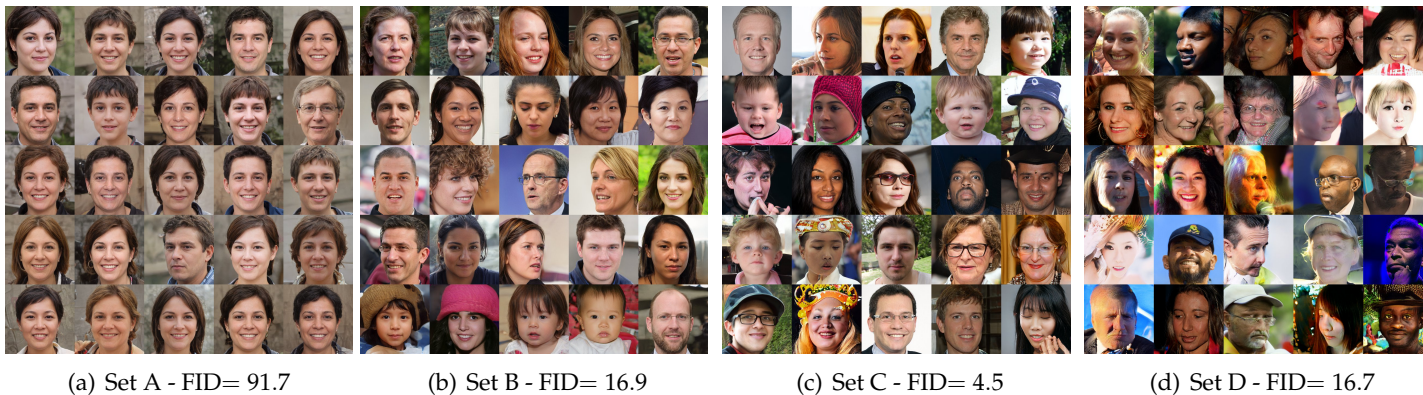 (a) Set A - FID= 91.7
(b) Set B - FID= 16.9
(c) Set C - FID= 4.5
(d) Set D - FID= 16.7